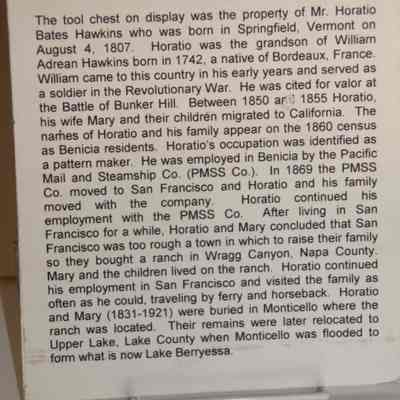 The tool chest on display was the property of Mr. Horatio
Bates Hawkins who was born in Springfield, Vermont on
August 4, 1807. Horatio was the grandson of William
Adrean Hawkins born in 1742, a native of Bordeaux, France.
William came to this country in his early years and served as
a soldier in the Revolutionary War. He was cited for valor at
the Battle of Bunker Hill. Between 1850 and 1855 Horatio,
his wife Mary and their children migrated to California. The
names of Horatio and his family appear on the 1860 census
as Benicia residents. Horatio's occupation was identified as
a pattern maker. He was employed in Benicia by the Pacific
Mail and Steamship Co. (PMSS Co.). In 1869 the PMSS
Co. moved to San Francisco and Horatio and his family
moved with the company. Horatio continued his
employment with the PMSS Co. After living in San
Francisco for a while, Horatio and Mary concluded that San
Francisco was too rough a town in which to raise their family
so they bought a ranch in Wragg Canyon, Napa County.
Mary and the children lived on the ranch. Horatio continued
his employment in San Francisco and visited the family as
often as he could, traveling by ferry and horseback. Horatio
and Mary (1831-1921) were buried in Monticello where the
ranch was located. Their remains were later relocated to
Upper Lake, Lake County when Monticello was flooded to
form what is now Lake Berryessa.